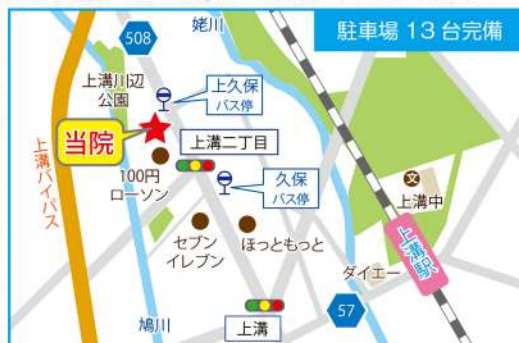 駐車場 13 台完備
508
姥川
上溝川辺
公園
上久保
バス停
当院
上溝二丁目
100円
ローソン
久保
バス停
上溝バイパス
文
上溝中
セブン
イレブン
ほっともっと
上溝駅
ダイエー
鳩川
上溝
57